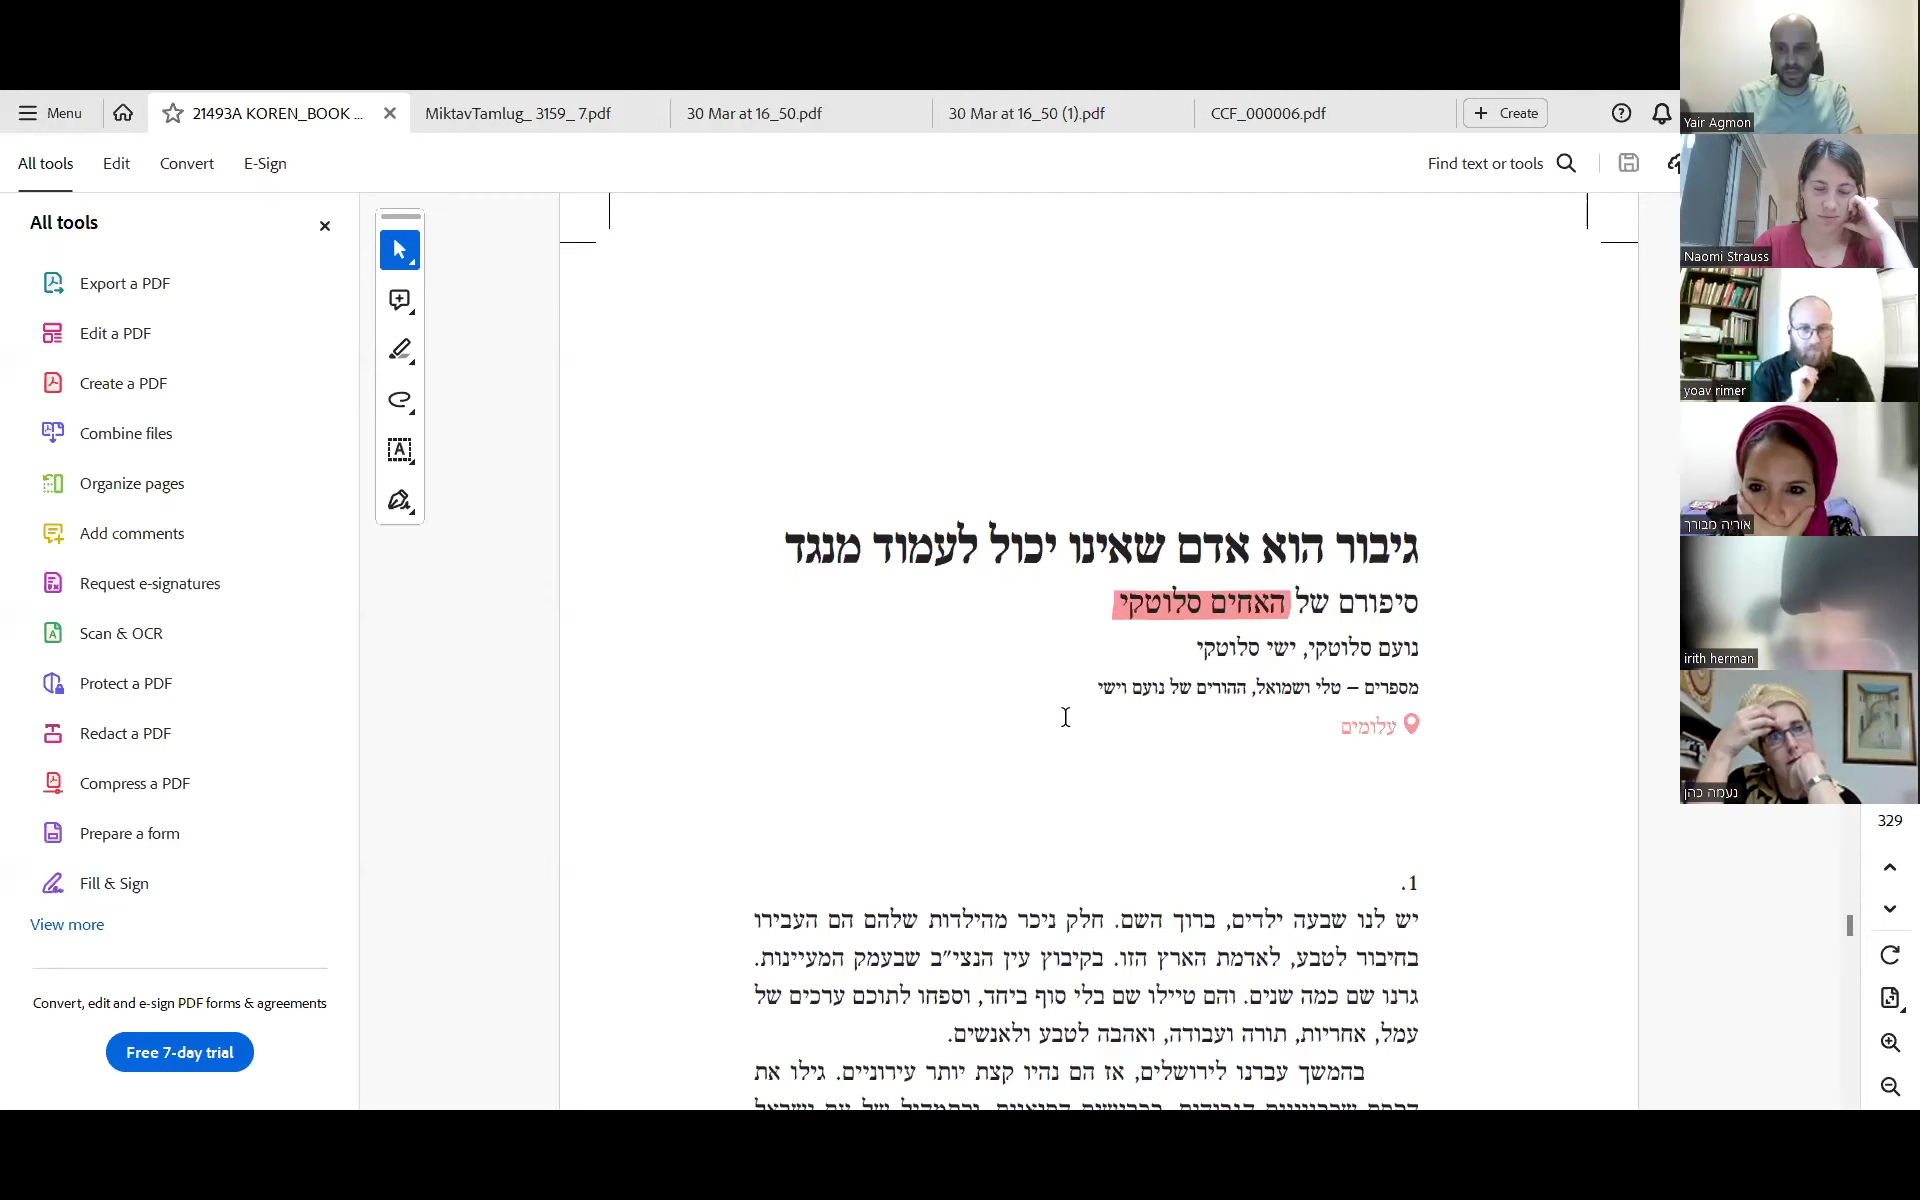 Menu
21493A KOREN_BOOK ...
MiktavTamlug_ 3159_ 7.pdf
30 Mar at 16_50.pdf
30 Mar at 16_50 (1).pdf
CCF_000006.pdf
Create
All tools
Edit
Convert
E-Sign
Find text or tools
All tools
Export a PDF
Edit a PDF
Create a PDF
Combine files
Organize pages
Add comments
Request e-signatures
Scan & OCR
Protect a PDF
Redact a PDF
Compress a PDF
Prepare a form
Fill & Sign
View more
Convert, edit and e-sign PDF forms & agreements
Free 7-day trial
גיבור הוא אדם שאינו יכול לעמוד מנגד
סיפורם של האחים סלוטקי
נועם סלוטקי, ישי סלוטקי
מספרים – טלי ושמואל, ההורים של נועם וישי
עלומים
1.
יש לנו שבעה ילדים, ברוך השם. חלק ניכר מהילדות שלהם הם העבירו
בחיבור לטבע, לאדמת הארץ הזו. בקיבוץ עין הנצי״ב שבעמק המעיינות.
גרנו שם כמה שנים. והם טיילו שם בלי סוף ביחד, וספחו לתוכם ערכים של
עמל, אחריות, תורה ועבודה, ואהבה לטבע ולאנשים.
בהמשך עברנו לירושלים, אז הם נהיו קצת יותר עירוניים. גילו את
Yair Agmon
Naomi Strauss
yoav rimer
אוריה מבורך
irith herman
נעמה כהן
329